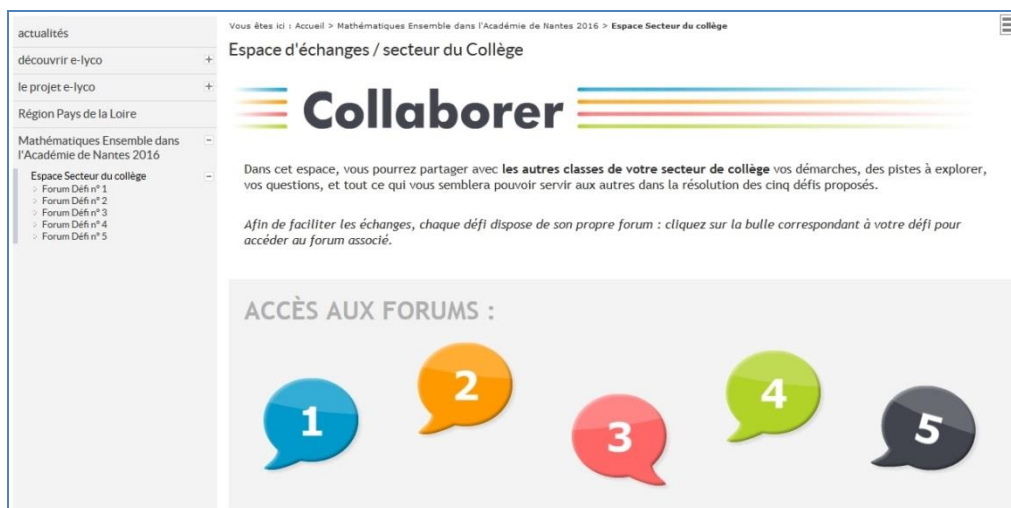 actualités
découvrir e-lyco +
le projet e-lyco +
Région Pays de la Loire
Mathématiques Ensemble dans -
l'Académie de Nantes 2016
Espace Secteur du collège -
> Forum Défi n° 1
> Forum Défi n° 2
> Forum Défi n° 3
> Forum Défi n° 4
> Forum Défi n° 5
Vous êtes ici : Accueil > Mathématiques Ensemble dans l'Académie de Nantes 2016 > Espace Secteur du collège
Espace d'échanges / secteur du Collège
Collaborer
Dans cet espace, vous pourrez partager avec les autres classes de votre secteur de collège vos démarches, des pistes à explorer,
vos questions, et tout ce qui vous semblera pouvoir servir aux autres dans la résolution des cinq défis proposés.
Afin de faciliter les échanges, chaque défi dispose de son propre forum : cliquez sur la bulle correspondant à votre défi pour
accéder au forum associé.
ACCÈS AUX FORUMS :
1 2 3 4 5